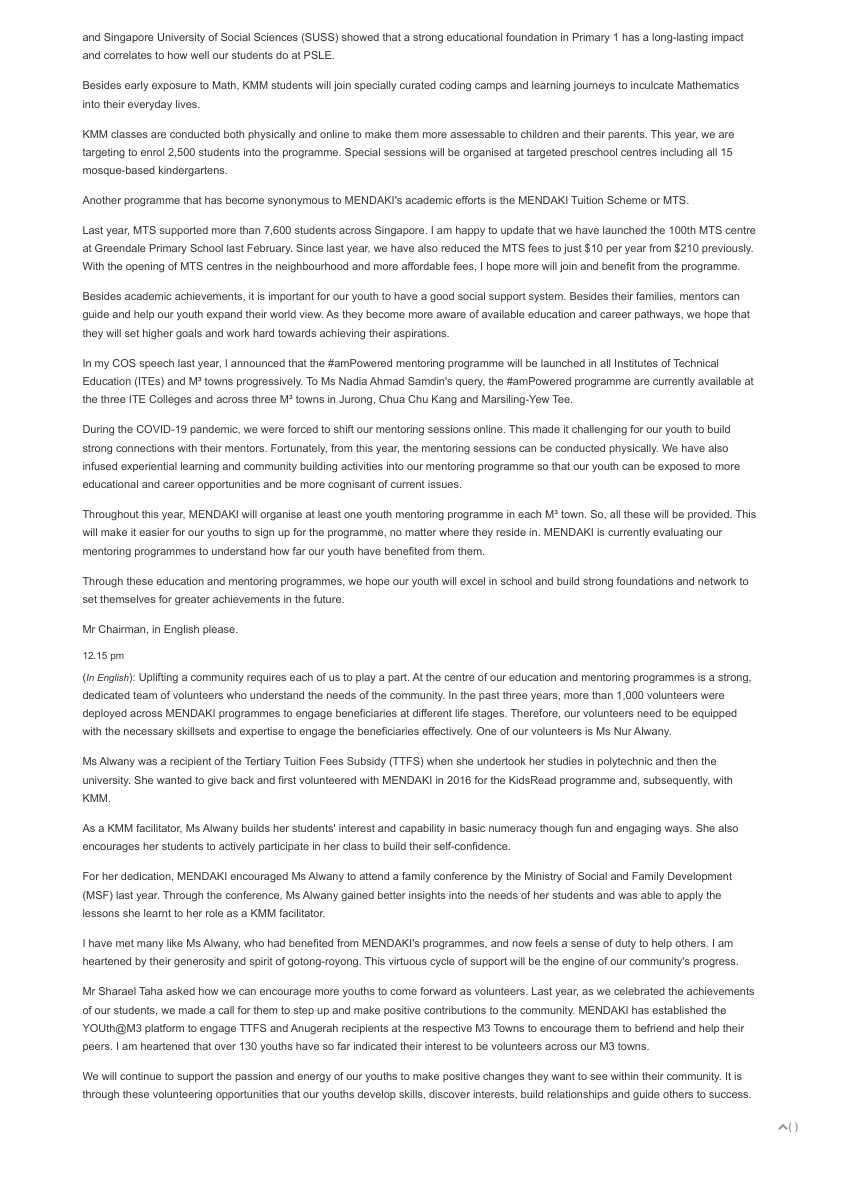 and Singapore University of Social Sciences (SUSS) showed that a strong educational foundation in Primary 1 has a long-lasting impact
and correlates to how well our students do at PSLE.
Besides early exposure to Math, KMM students will join specially curated coding camps and learning journeys to inculcate Mathematics
into their everyday lives.
KMM classes are conducted both physically and online to make them more assessable to children and their parents. This year, we are
targeting to enrol 2,500 students into the programme. Special sessions will be organised at targeted preschool centres including all 15
mosque-based kindergartens.
Another programme that has become synonymous to MENDAKI's academic efforts is the MENDAKI Tuition Scheme or MTS.
Last year, MTS supported more than 7,600 students across Singapore. I am happy to update that we have launched the 100th MTS centre
at Greendale Primary School last February. Since last year, we have also reduced the MTS fees to just $10 per year from $210 previously.
With the opening of MTS centres in the neighbourhood and more affordable fees, I hope more will join and benefit from the programme.
Besides academic achievements, it is important for our youth to have a good social support system. Besides their families, mentors can
guide and help our youth expand their world view. As they become more aware of available education and career pathways, we hope that
they will set higher goals and work hard towards achieving their aspirations.
In my COS speech last year, I announced that the #amPowered mentoring programme will be launched in all Institutes of Technical
Education (ITEs) and M³ towns progressively. To Ms Nadia Ahmad Samdin's query, the #amPowered programme are currently available at
the three ITE Colleges and across three M³ towns in Jurong, Chua Chu Kang and Marsiling-Yew Tee.
During the COVID-19 pandemic, we were forced to shift our mentoring sessions online. This made it challenging for our youth to build
strong connections with their mentors. Fortunately, from this year, the mentoring sessions can be conducted physically. We have also
infused experiential learning and community building activities into our mentoring programme so that our youth can be exposed to more
educational and career opportunities and be more cognisant of current issues.
Throughout this year, MENDAKI will organise at least one youth mentoring programme in each M³ town. So, all these will be provided. This
will make it easier for our youths to sign up for the programme, no matter where they reside in. MENDAKI is currently evaluating our
mentoring programmes to understand how far our youth have benefited from them.
Through these education and mentoring programmes, we hope our youth will excel in school and build strong foundations and network to
set themselves for greater achievements in the future.
Mr Chairman, in English please.
12.15 pm
(In English): Uplifting a community requires each of us to play a part. At the centre of our education and mentoring programmes is a strong,
dedicated team of volunteers who understand the needs of the community. In the past three years, more than 1,000 volunteers were
deployed across MENDAKI programmes to engage beneficiaries at different life stages. Therefore, our volunteers need to be equipped
with the necessary skillsets and expertise to engage the beneficiaries effectively. One of our volunteers is Ms Nur Alwany.
Ms Alwany was a recipient of the Tertiary Tuition Fees Subsidy (TTFS) when she undertook her studies in polytechnic and then the
university. She wanted to give back and first volunteered with MENDAKI in 2016 for the KidsRead programme and, subsequently, with
KMM.
As a KMM facilitator, Ms Alwany builds her students' interest and capability in basic numeracy though fun and engaging ways. She also
encourages her students to actively participate in her class to build their self-confidence.
For her dedication, MENDAKI encouraged Ms Alwany to attend a family conference by the Ministry of Social and Family Development
(MSF) last year. Through the conference, Ms Alwany gained better insights into the needs of her students and was able to apply the
lessons she learnt to her role as a KMM facilitator.
I have met many like Ms Alwany, who had benefited from MENDAKI's programmes, and now feels a sense of duty to help others. I am
heartened by their generosity and spirit of gotong-royong. This virtuous cycle of support will be the engine of our community's progress.
Mr Sharael Taha asked how we can encourage more youths to come forward as volunteers. Last year, as we celebrated the achievements
of our students, we made a call for them to step up and make positive contributions to the community. MENDAKI has established the
YOUth@M3 platform to engage TTFS and Anugerah recipients at the respective M3 Towns to encourage them to befriend and help their
peers. I am heartened that over 130 youths have so far indicated their interest to be volunteers across our M3 towns.
We will continue to support the passion and energy of our youths to make positive changes they want to see within their community. It is
through these volunteering opportunities that our youths develop skills, discover interests, build relationships and guide others to success.
( )